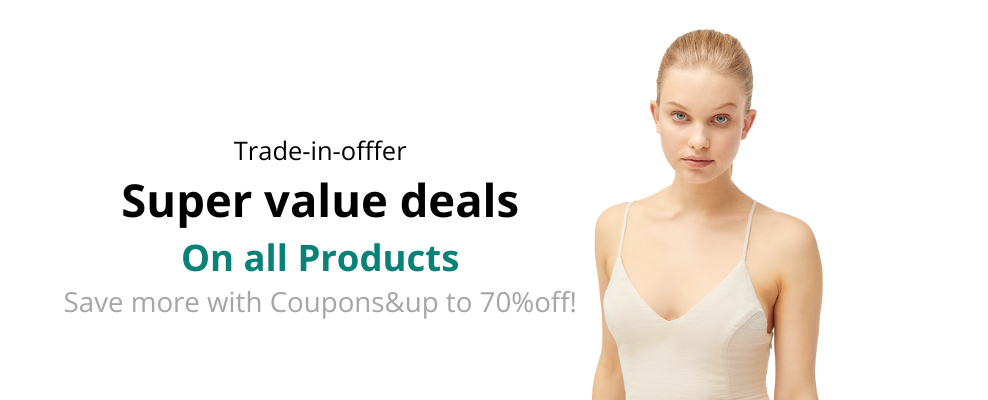 Trade-in-offfer
Super value deals
On all Products
Save more with Coupons&up to 70%off!